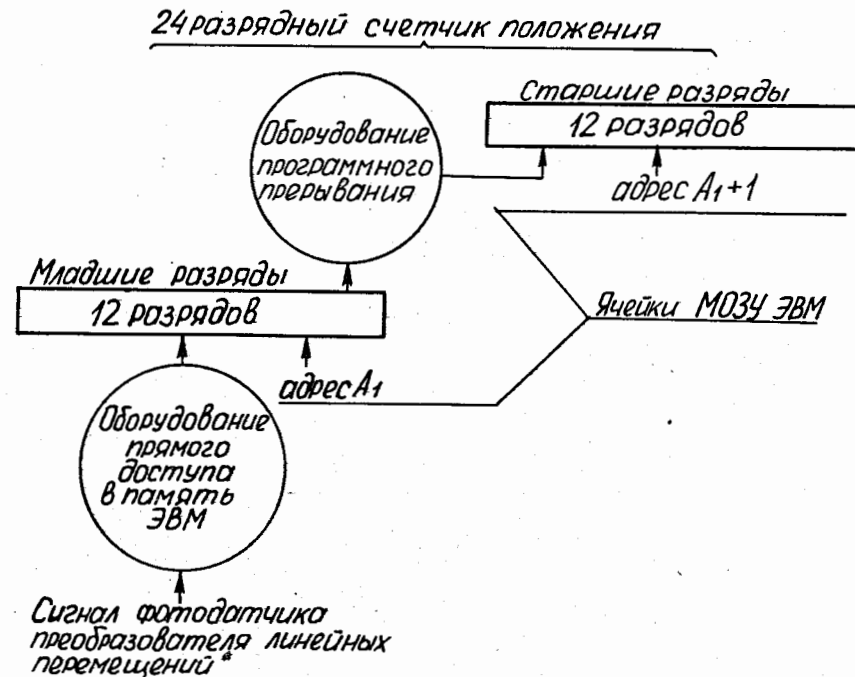 24 разрядный счетчик положения
Старшие разряды
12 разрядов
адрес А1+1
Оборудование
программного
прерывания
Младшие разряды
12 разрядов
адрес А1
Ячейки МОЗУ ЭВМ
Оборудование
прямого
доступа
в память
ЭВМ
Сигнал фотодатчика
преобразователя линейных
перемещений*